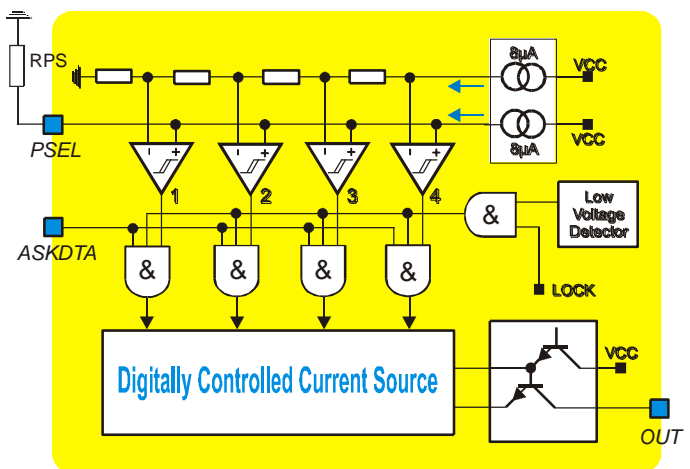 8µA
VCC
RPS
VCC
PSEL
8µA
- + - + - + - +
1 2 3 4
& Low
Voltage
Detector
ASKDTA
& & & &
LOCK
Digitally Controlled Current Source
VCC
OUT